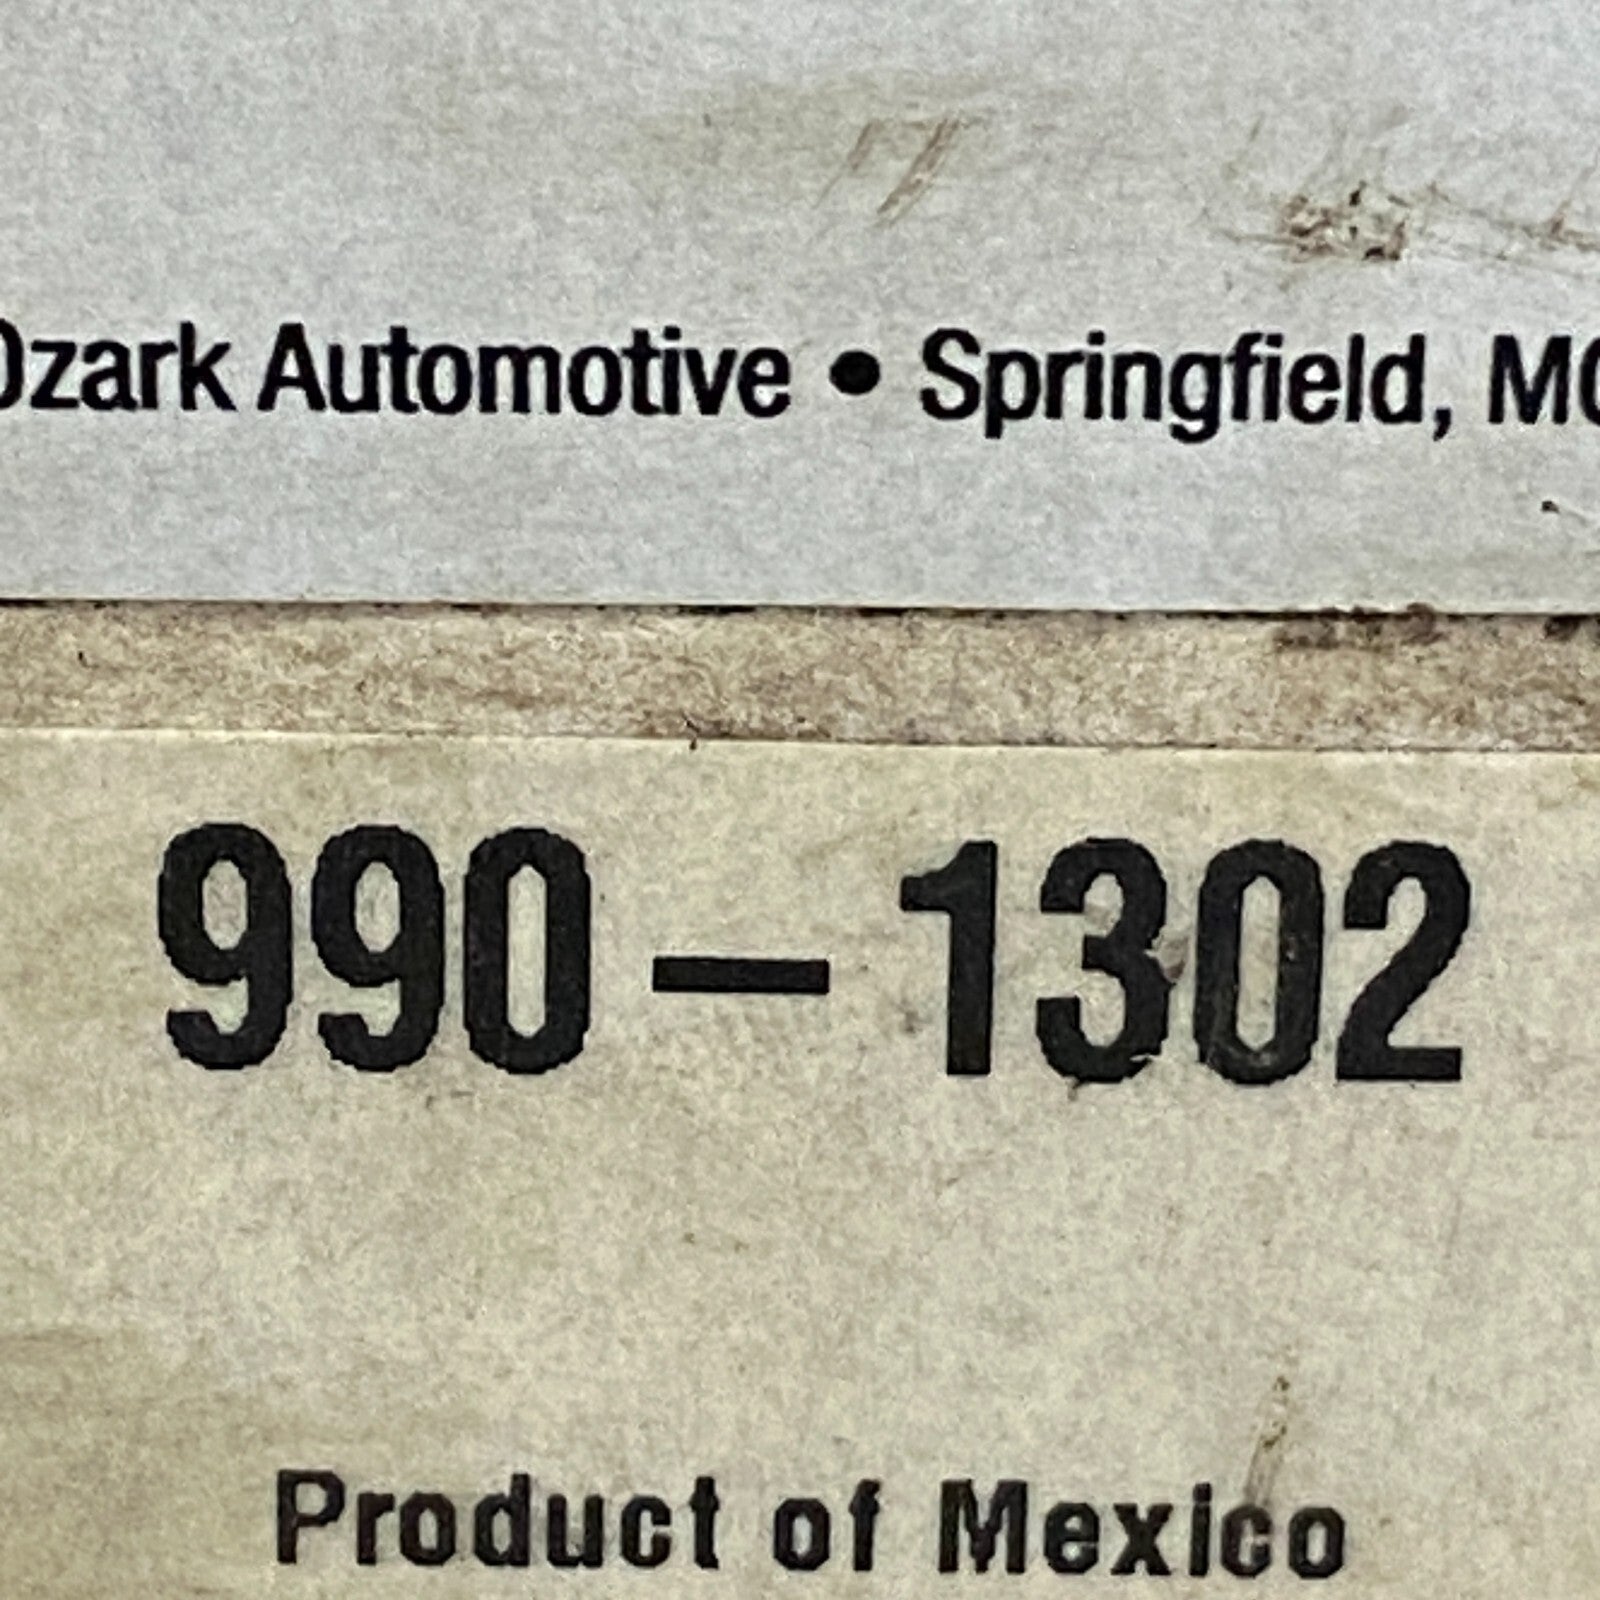 Ozark Automotive • Springfield, MO
990-1302
Product of Mexico